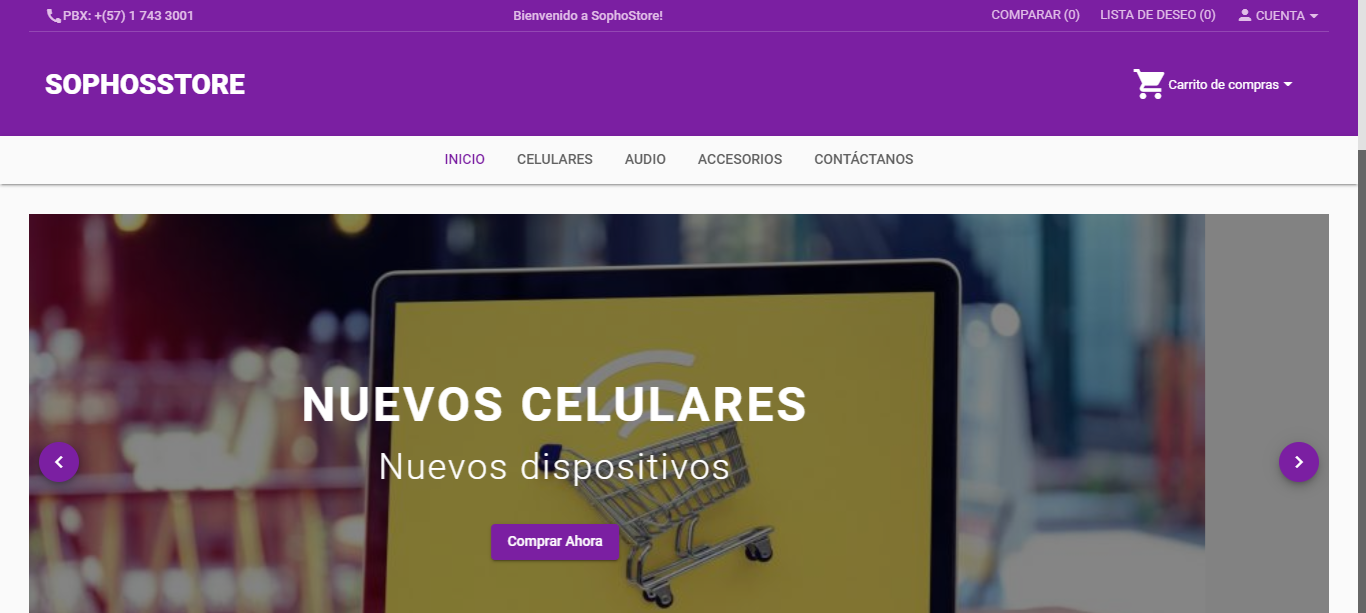 PBX: +(57) 1 743 3001
Bienvenido a SophoStore!
COMPARAR (0)
LISTA DE DESEO (0)
CUENTA
SOPHOSSTORE
Carrito de compras
INICIO
CELULARES
AUDIO
ACCESORIOS
CONTÁCTANOS
NUEVOS CELULARES
Nuevos dispositivos
Comprar Ahora